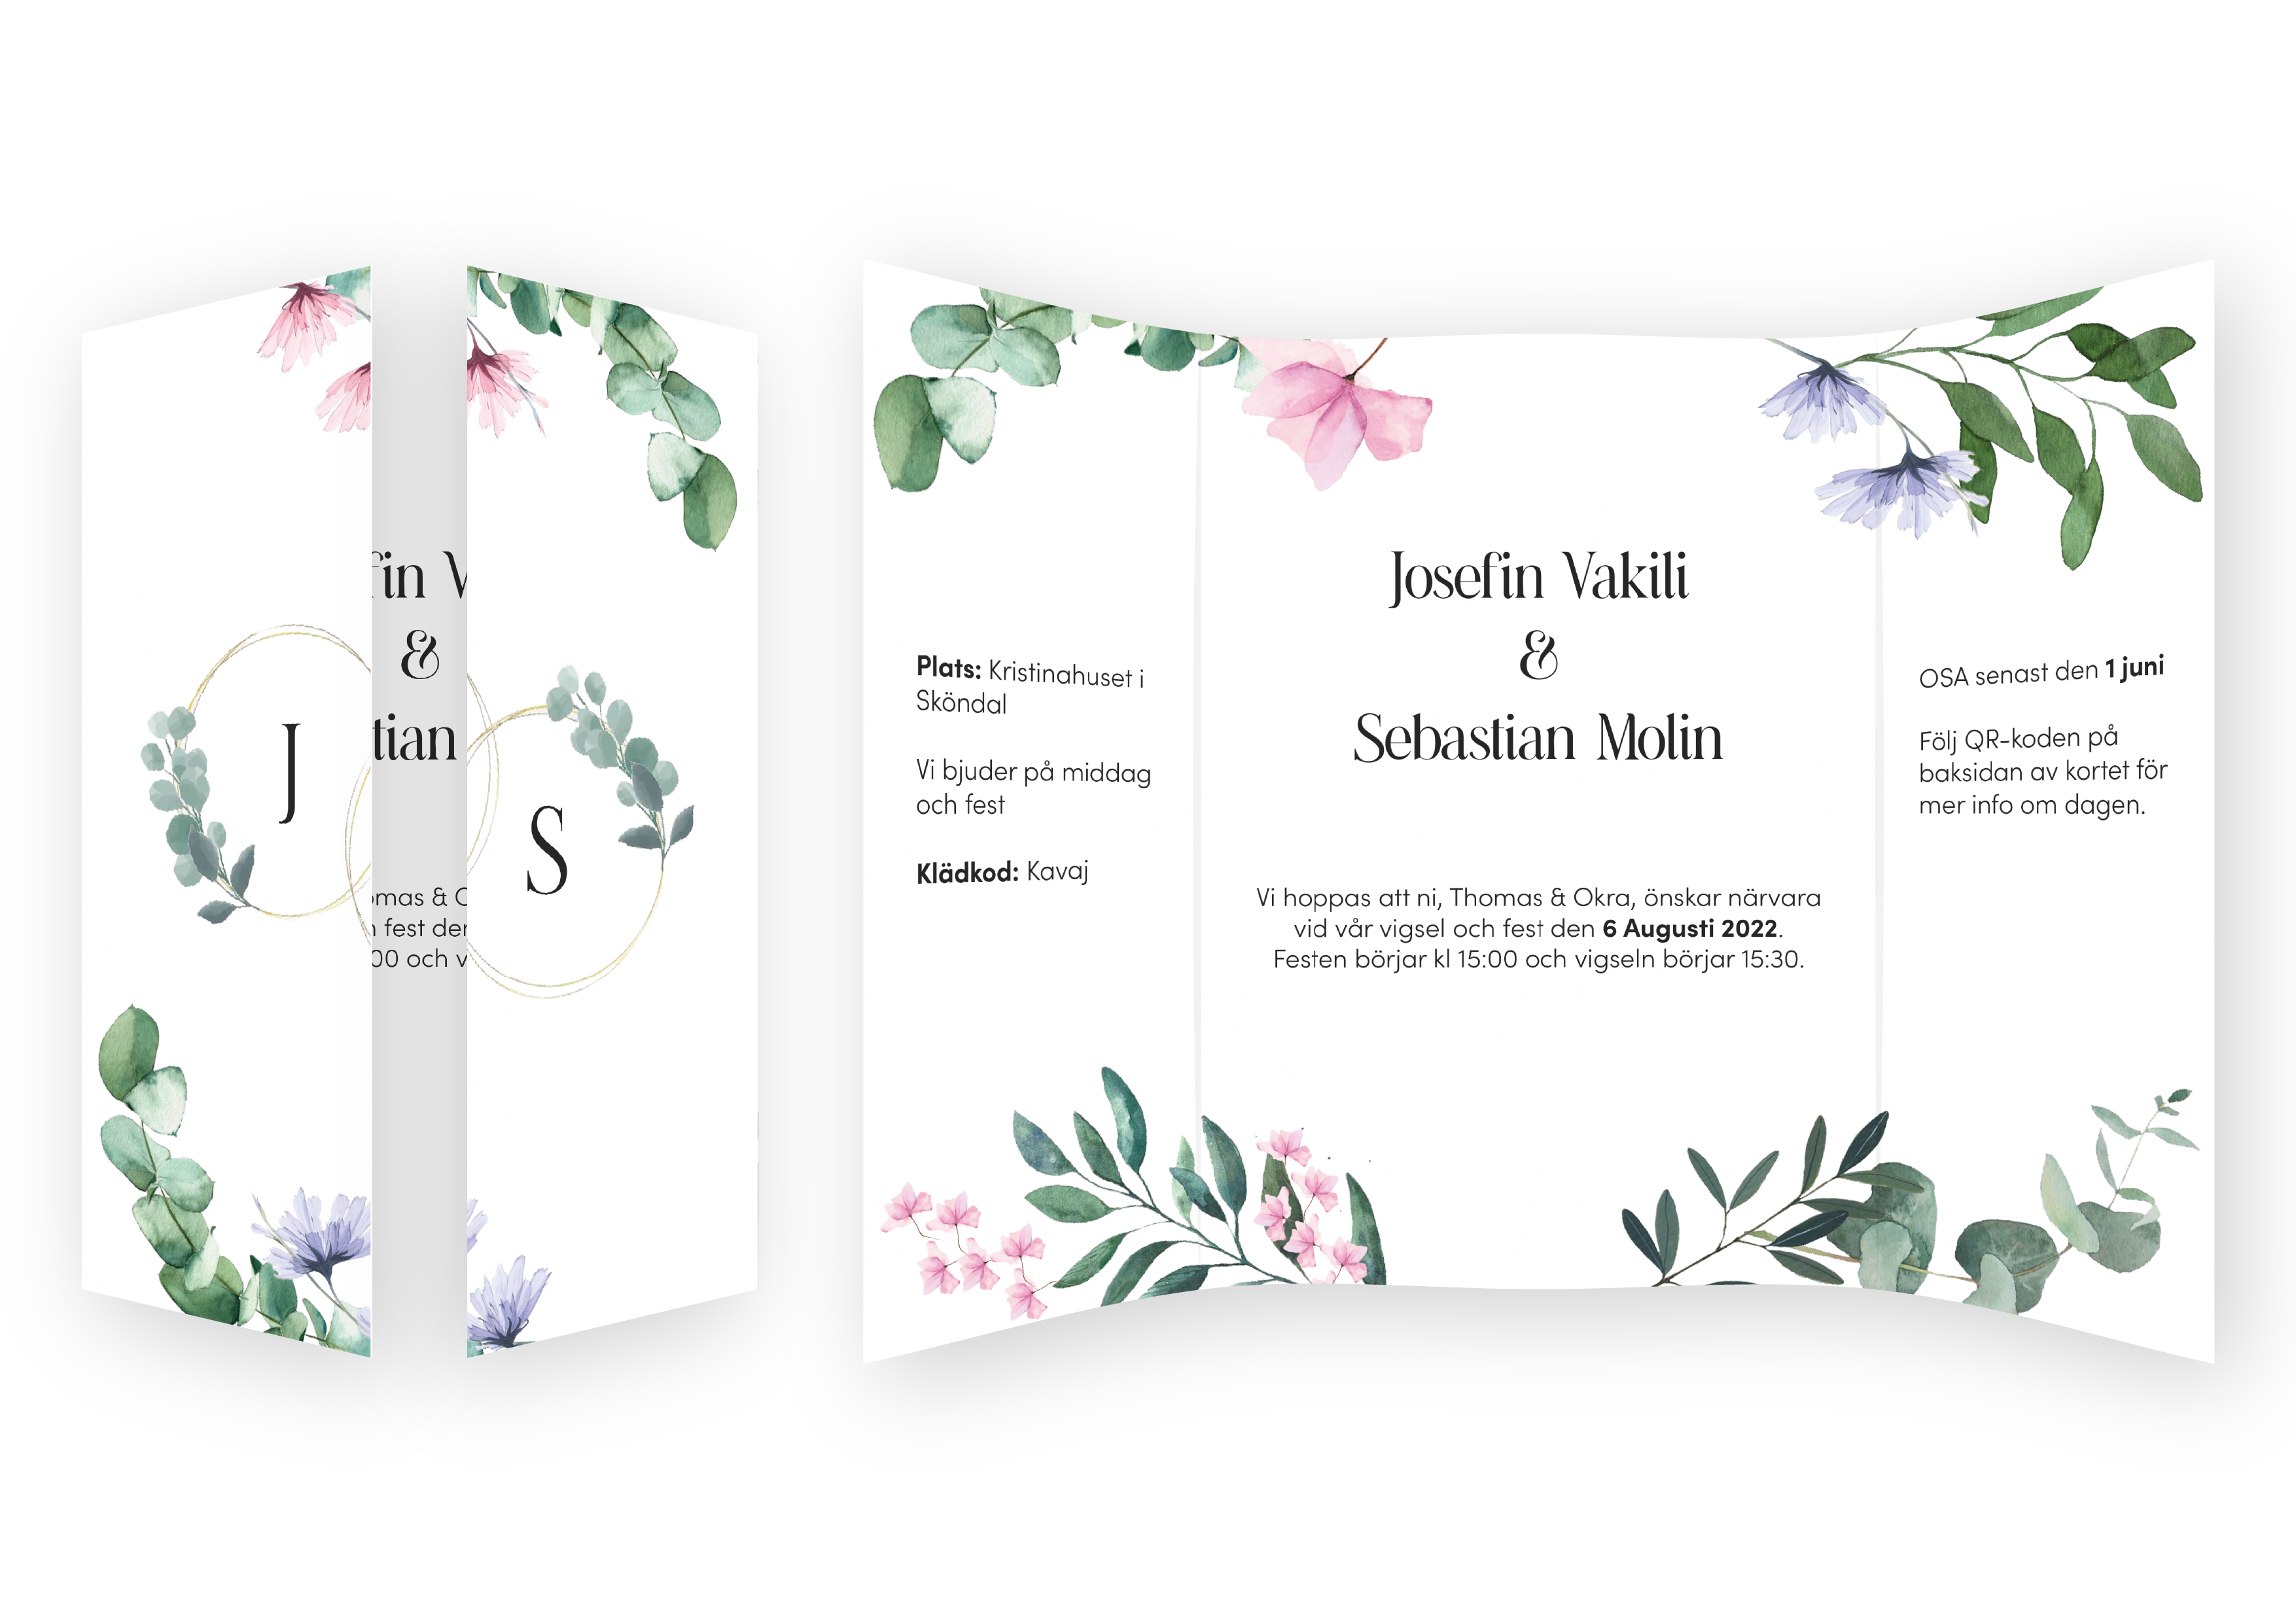 J
fin V
&
tian
omas & O
n fest den
00 och v
S
Plats: Kristinahuset i
Sköndal
Vi bjuder på middag
och fest
Klädkod: Kavaj
Josefin Vakili
&
Sebastian Molin
Vi hoppas att ni, Thomas & Okra, önskar närvara
vid vår vigsel och fest den 6 Augusti 2022.
Festen börjar kl 15:00 och vigseln börjar 15:30.
OSA senast den 1 juni
Följ QR-koden på
baksidan av kortet för
mer info om dagen.